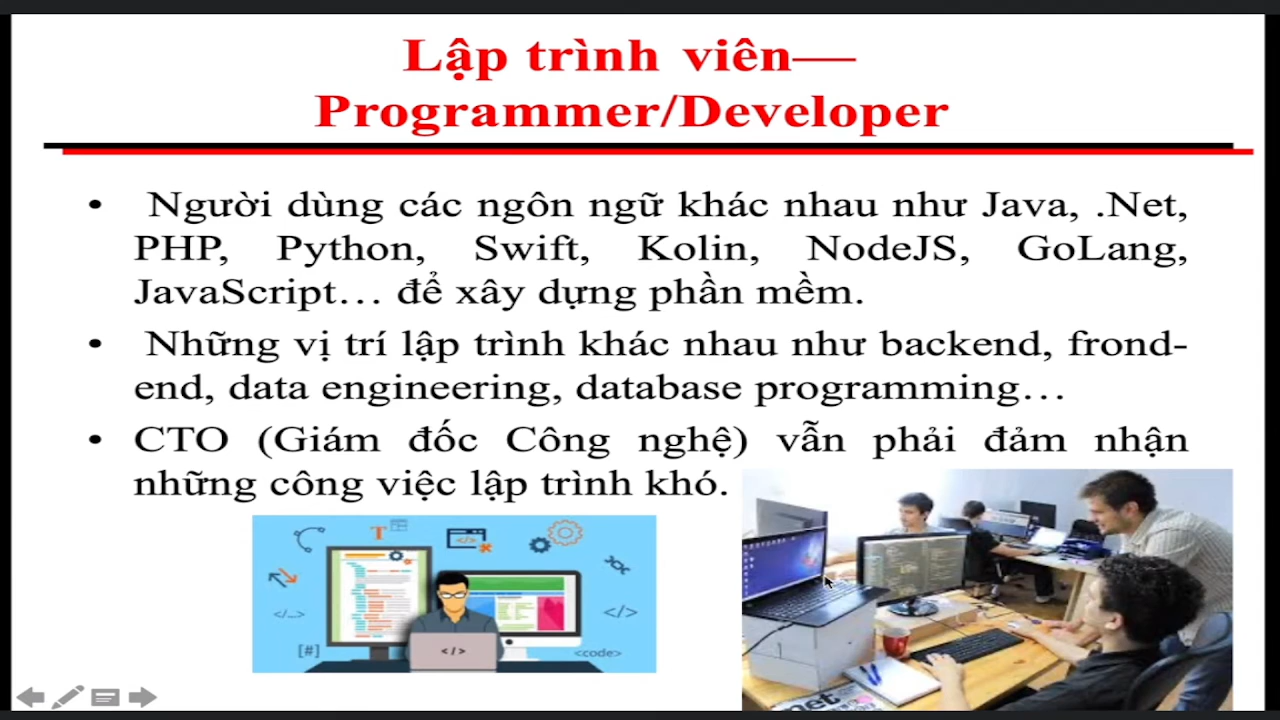 Lập trình viên—
Programmer/Developer
• Người dùng các ngôn ngữ khác nhau như Java, .Net,
PHP, Python, Swift, Kolin, NodeJS, GoLang,
JavaScript… để xây dựng phần mềm.
• Những vị trí lập trình khác nhau như backend, frond-
end, data engineering, database programming…
• CTO (Giám đốc Công nghệ) vẫn phải đảm nhận
những công việc lập trình khó.
T
</>
</...>
</>
[#]
</>
<code>
net